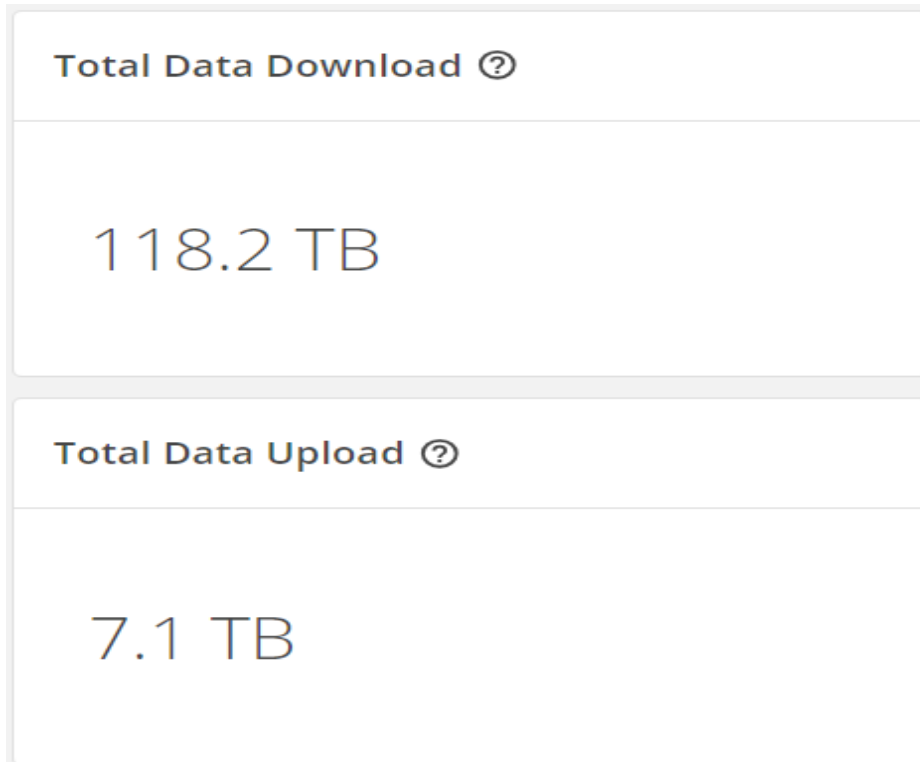 Total Data Download ?
118.2 TB
Total Data Upload ?
7.1 TB